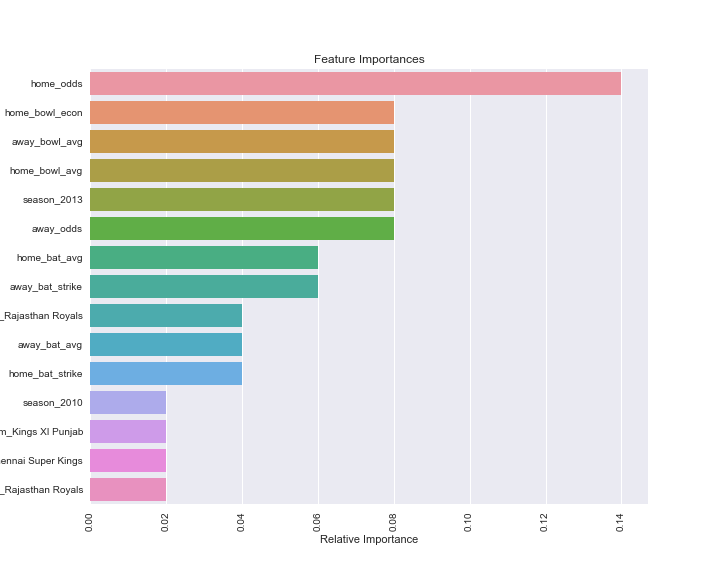 Feature Importances
home_odds
home_bowl_econ
away_bowl_avg
home_bowl_avg
season_2013
away_odds
home_bat_avg
away_bat_strike
_Rajasthan Royals
away_bat_avg
home_bat_strike
season_2010
m_Kings XI Punjab
ennai Super Kings
_Rajasthan Royals
0.00 0.02 0.04 0.06 0.08 0.10 0.12 0.14
Relative Importance